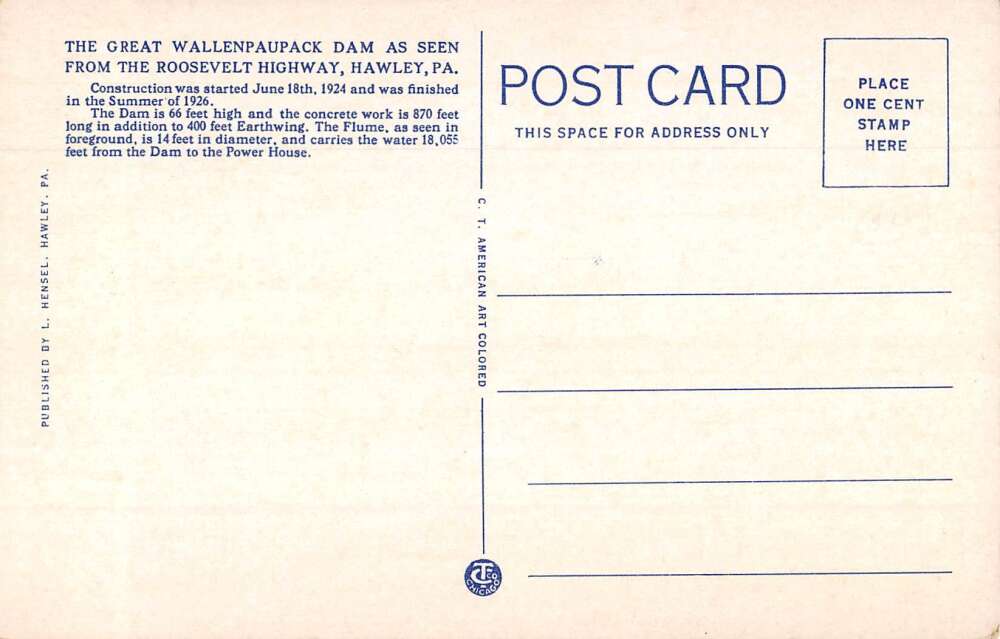 THE GREAT WALLENPAUPACK DAM AS SEEN
FROM THE ROOSEVELT HIGHWAY, HAWLEY, PA.
Construction was started June 18th, 1924 and was finished
in the Summer of 1926.
The Dam is 66 feet high and the concrete work is 870 feet
long in addition to 400 feet Earthwing. The Flume, as seen in
foreground, is 14 feet in diameter, and carries the water 18,055
feet from the Dam to the Power House.
PUBLISHED BY L. HENSEL, HAWLEY, PA.
C. T. AMERICAN ART COLORED
POST CARD
THIS SPACE FOR ADDRESS ONLY
PLACE
ONE CENT
STAMP
HERE
CT CO
CHICAGO